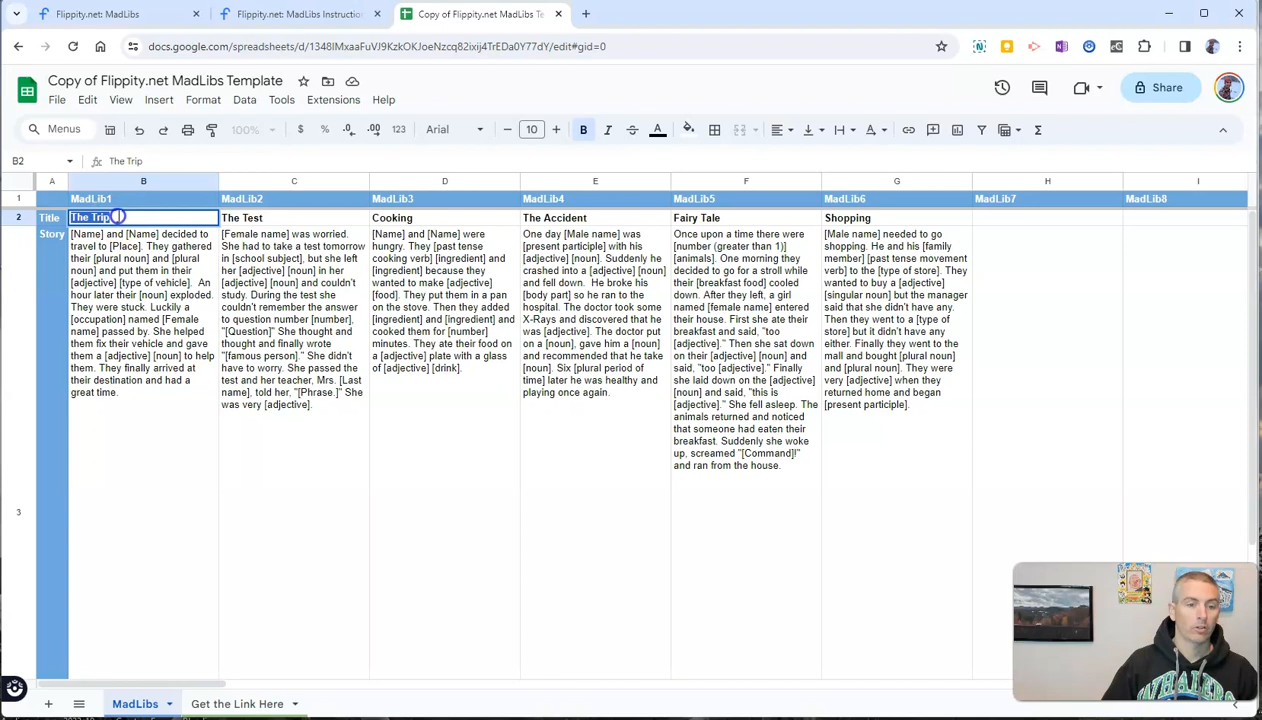 Flippity.net: MadLibs
Flippity.net: MadLibs Instructio
Copy of Flippity.net MadLibs Te
docs.google.com/spreadsheets/d/1348IMxaaFuVJ9KzkOKJoeNzcq82ixij4TrEDa0Y77dY/edit#gid=0
Copy of Flippity.net MadLibs Template
File Edit View Insert Format Data Tools Extensions Help
Share
Menus 100% $ % .0 .00 123 Arial 10 B I A
B2 fx The Trip
A B C D E F G H I
1 MadLib1 MadLib2 MadLib3 MadLib4 MadLib5 MadLib6 MadLib7 MadLib8
2 Title The Trip The Test Cooking The Accident Fairy Tale Shopping
3 Story
[Name] and [Name] decided to
travel to [Place]. They gathered
their [plural noun] and [plural
noun] and put them in their
[adjective] [type of vehicle]. An
hour later their [noun] exploded.
They were stuck. Luckily a
[occupation] named [Female
name] passed by. She helped
them fix their vehicle and gave
them a [adjective] [noun] to help
them. They finally arrived at
their destination and had a
great time.
[Female name] was worried.
She had to take a test tomorrow
in [school subject], but she left
her [adjective] [noun] in her
[adjective] [noun] and couldn't
study. During the test she
couldn't remember the answer
to question number [number],
"[Question]" She thought and
thought and finally wrote
"[famous person]." She didn't
have to worry. She passed the
test and her teacher, Mrs. [Last
name], told her, "[Phrase.]" She
was very [adjective].
[Name] and [Name] were
hungry. They [past tense
cooking verb] [ingredient] and
[ingredient] because they
wanted to make [adjective]
[food]. They put them in a pan
on the stove. Then they added
[ingredient] and [ingredient] and
cooked them for [number]
minutes. They ate their food on
a [adjective] plate with a glass
of [adjective] [drink].
One day [Male name] was
[present participle] with his
[adjective] [noun]. Suddenly he
crashed into a [adjective] [noun]
and fell down. He broke his
[body part] so he ran to the
hospital. The doctor took some
X-Rays and discovered that he
was [adjective]. The doctor put
on a [noun], gave him a [noun]
and recommended that he take
[noun]. Six [plural period of
time] later he was healthy and
playing once again.
Once upon a time there were
[number (greater than 1)]
[animals]. One morning they
decided to go for a stroll while
their [breakfast food] cooled
down. After they left, a girl
named [female name] entered
their house. First she ate their
breakfast and said, "too
[adjective]." Then she sat down
on their [adjective] [noun] and
said, "too [adjective]." Finally
she laid down on the [adjective]
[noun] and said, "this is
[adjective]." She fell asleep. The
animals returned and noticed
that someone had eaten their
breakfast. Suddenly she woke
up, screamed "[Command]!"
and ran from the house.
[Male name] needed to go
shopping. He and his [family
member] [past tense movement
verb] to the [type of store]. They
wanted to buy a [adjective]
[singular noun] but the manager
said that she didn't have any.
Then they went to a [type of
store] but it didn't have any
either. Finally they went to the
mall and bought [plural noun]
and [plural noun]. They were
very [adjective] when they
returned home and began
[present participle].
WHALERS
MadLibs Get the Link Here